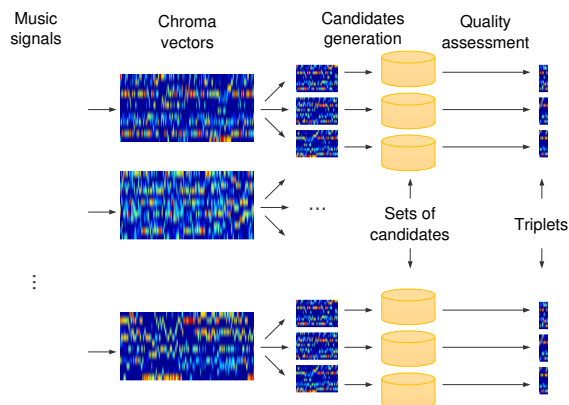 Music
signals
Chroma
vectors
Candidates
generation
Quality
assessment
...
Sets of
candidates
Triplets
...